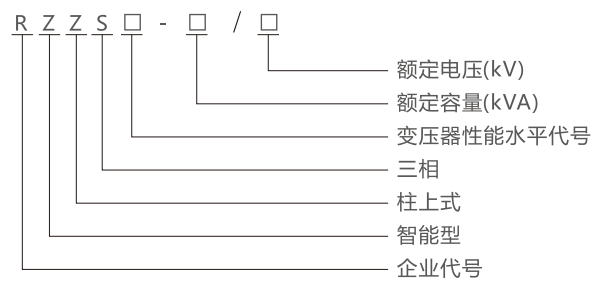 RZZS□-□/□
额定电压(kV)
额定容量(kVA)
变压器性能水平代号
三相
柱上式
智能型
企业代号